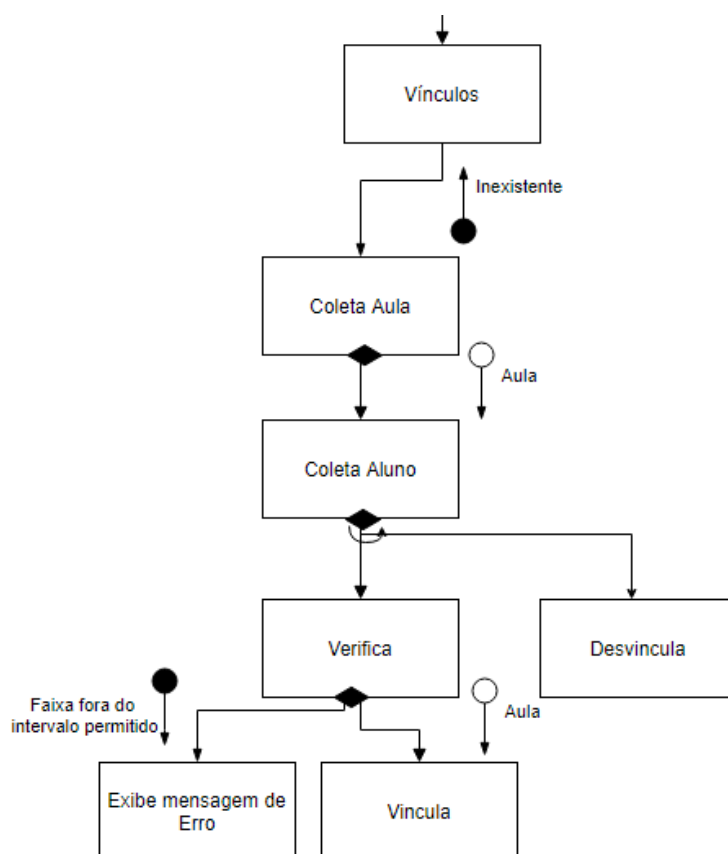 Vínculos
Inexistente
Coleta Aula
Aula
Coleta Aluno
Verifica
Desvincula
Faixa fora do
intervalo permitido
Aula
Exibe mensagem de
Erro
Vincula